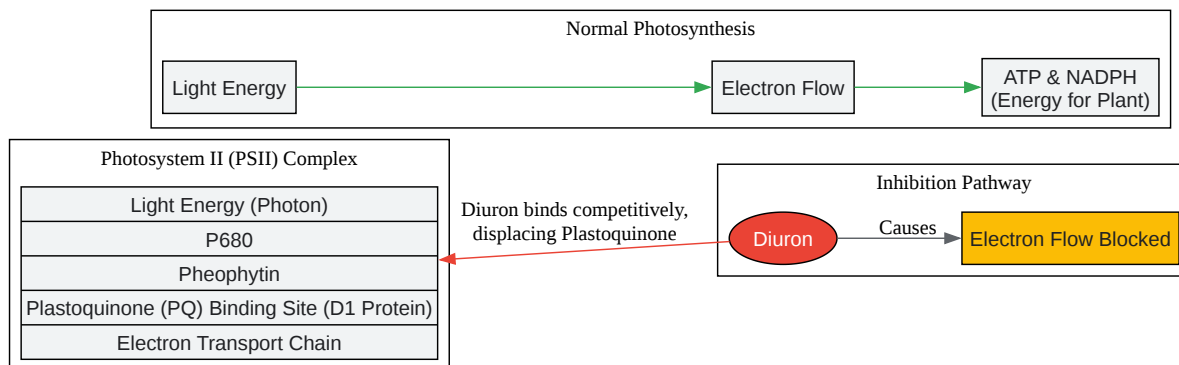 Normal Photosynthesis
Light Energy
Electron Flow
ATP & NADPH
(Energy for Plant)
Photosystem II (PSII) Complex
Light Energy (Photon)
P680
Pheophytin
Plastoquinone (PQ) Binding Site (D1 Protein)
Electron Transport Chain
Diuron binds competitively,
displacing Plastoquinone
Inhibition Pathway
Diuron
Causes
Electron Flow Blocked